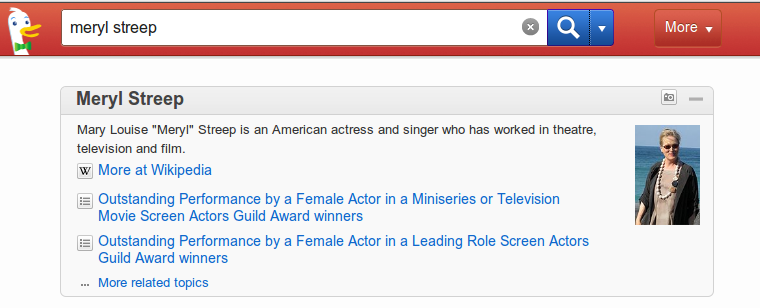 meryl streep
More
Meryl Streep
Mary Louise "Meryl" Streep is an American actress and singer who has worked in theatre,
television and film.
W More at Wikipedia
Outstanding Performance by a Female Actor in a Miniseries or Television
Movie Screen Actors Guild Award winners
Outstanding Performance by a Female Actor in a Leading Role Screen Actors
Guild Award winners
... More related topics